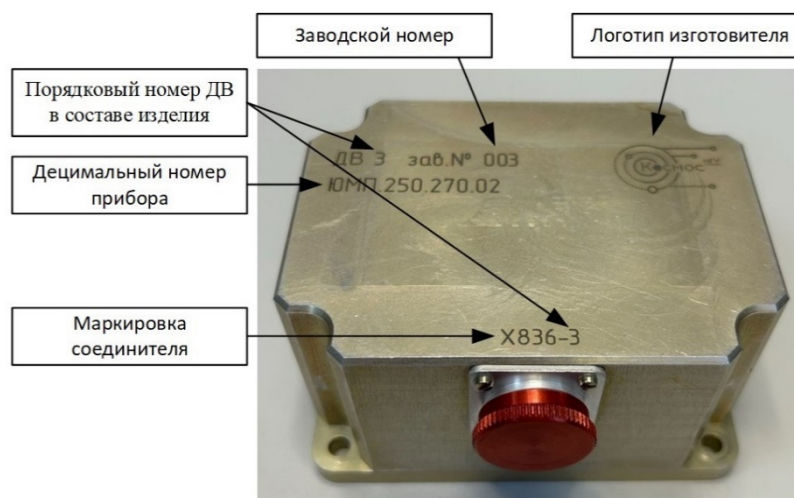 Заводской номер
Логотип изготовителя
Порядковый номер ДВ
в составе изделия
Децимальный номер
прибора
Маркировка
соединителя
ДВ 3 зав.№ 003
ЮМП.250.270.02
Космос
X836-3